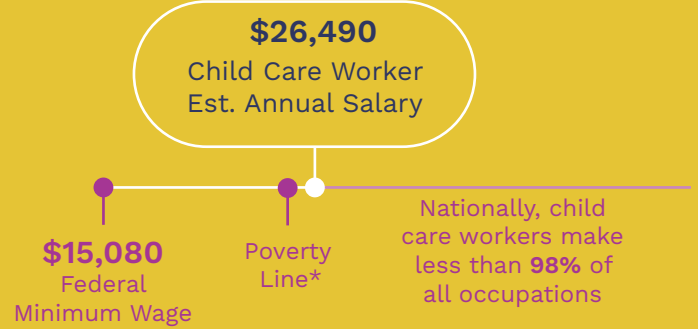 $26,490
Child Care Worker
Est. Annual Salary
$15,080
Federal
Minimum Wage
Poverty
Line*
Nationally, child
care workers make
less than 98% of
all occupations